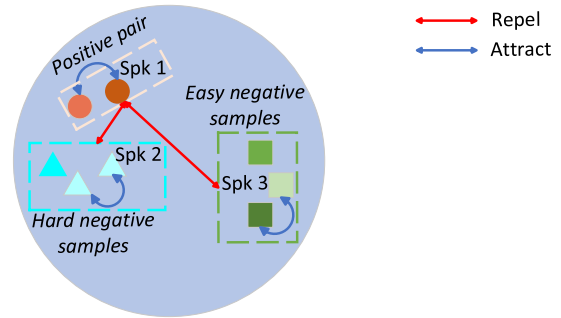 Positive pair
Spk 1
Easy negative
samples
Spk 2
Spk 3
Hard negative
samples
Repel
Attract